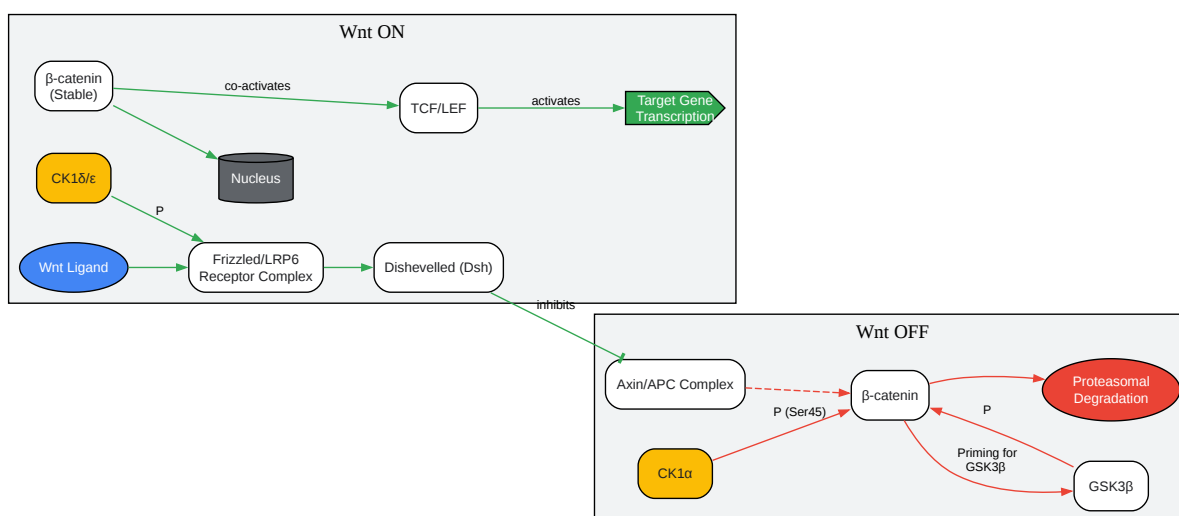 Wnt ON
β-catenin
(Stable)
co-activates
TCF/LEF
activates
Target Gene
Transcription
CK1δ/ε
Nucleus
P
Wnt Ligand
Frizzled/LRP6
Receptor Complex
Dishevelled (Dsh)
inhibits
Wnt OFF
Axin/APC Complex
β-catenin
Proteasomal
Degradation
P (Ser45)
P
CK1α
Priming for
GSK3β
GSK3β